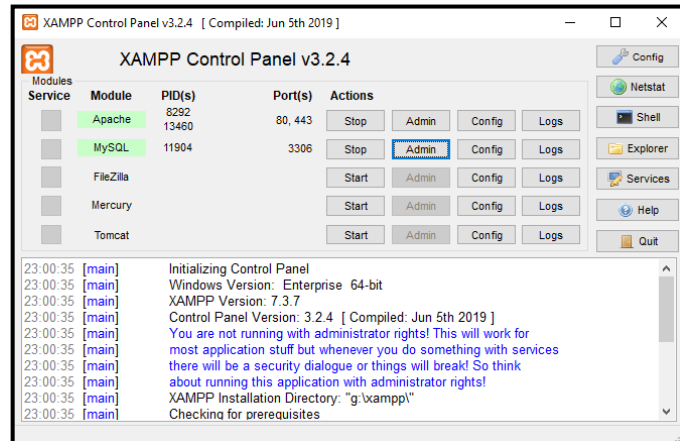 XAMPP Control Panel v3.2.4 [ Compiled: Jun 5th 2019 ]
XAMPP Control Panel v3.2.4
Config
Modules
Service Module PID(s) Port(s) Actions
Netstat
Apache 8292 13460 80, 443 Stop Admin Config Logs
Shell
MySQL 11904 3306 Stop Admin Config Logs
Explorer
FileZilla Start Admin Config Logs
Services
Mercury Start Admin Config Logs
Help
Tomcat Start Admin Config Logs
Quit
23:00:35 [main] Initializing Control Panel
23:00:35 [main] Windows Version: Enterprise 64-bit
23:00:35 [main] XAMPP Version: 7.3.7
23:00:35 [main] Control Panel Version: 3.2.4 [ Compiled: Jun 5th 2019 ]
23:00:35 [main] You are not running with administrator rights! This will work for
23:00:35 [main] most application stuff but whenever you do something with services
23:00:35 [main] there will be a security dialogue or things will break! So think
23:00:35 [main] about running this application with administrator rights!
23:00:35 [main] XAMPP Installation Directory: "g:\xampp\"
23:00:35 [main] Checking for prerequisites